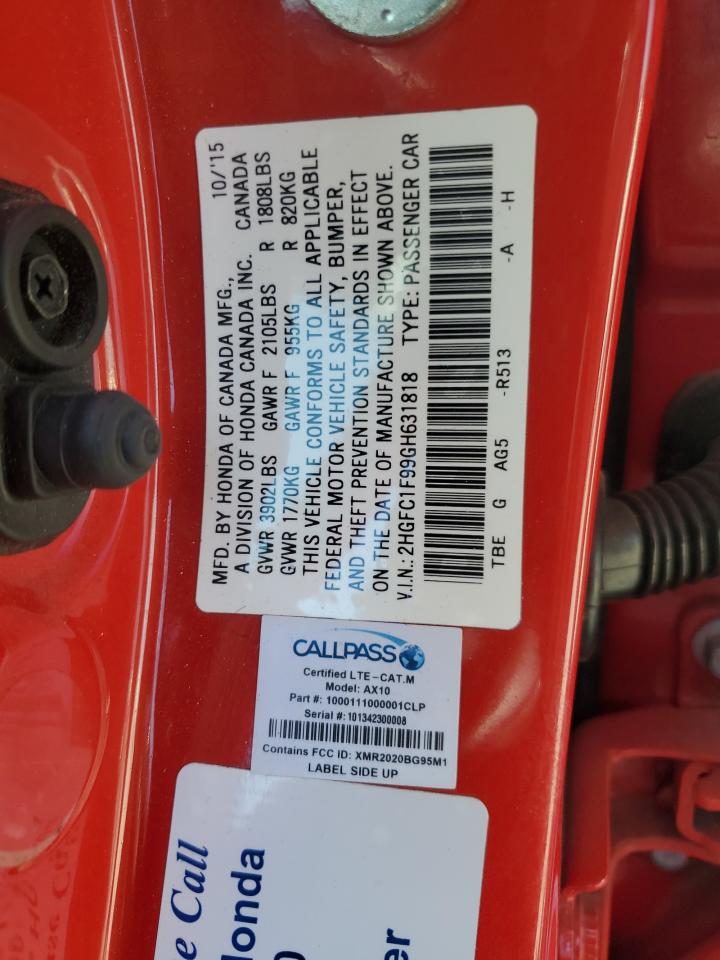 MFD. BY HONDA OF CANADA MFG., 10/'15
A DIVISION OF HONDA CANADA INC. CANADA
GVWR 3902LBS GAWR F 2105LBS R 1808LBS
GVWR 1770KG GAWR F 955KG R 820KG
THIS VEHICLE CONFORMS TO ALL APPLICABLE
FEDERAL MOTOR VEHICLE SAFETY, BUMPER,
AND THEFT PREVENTION STANDARDS IN EFFECT
ON THE DATE OF MANUFACTURE SHOWN ABOVE.
V.I.N.: 2HGFC1F99GH631818 TYPE: PASSENGER CAR
TBE G AG5 -R513 -A -H
CALLPASS
Certified LTE-CAT.M
Model: AX10
Part #: 1000111000001CLP
Serial #: 101342300008
Contains FCC ID: XMR2020BG95M1
LABEL SIDE UP
e Call
Honda
er